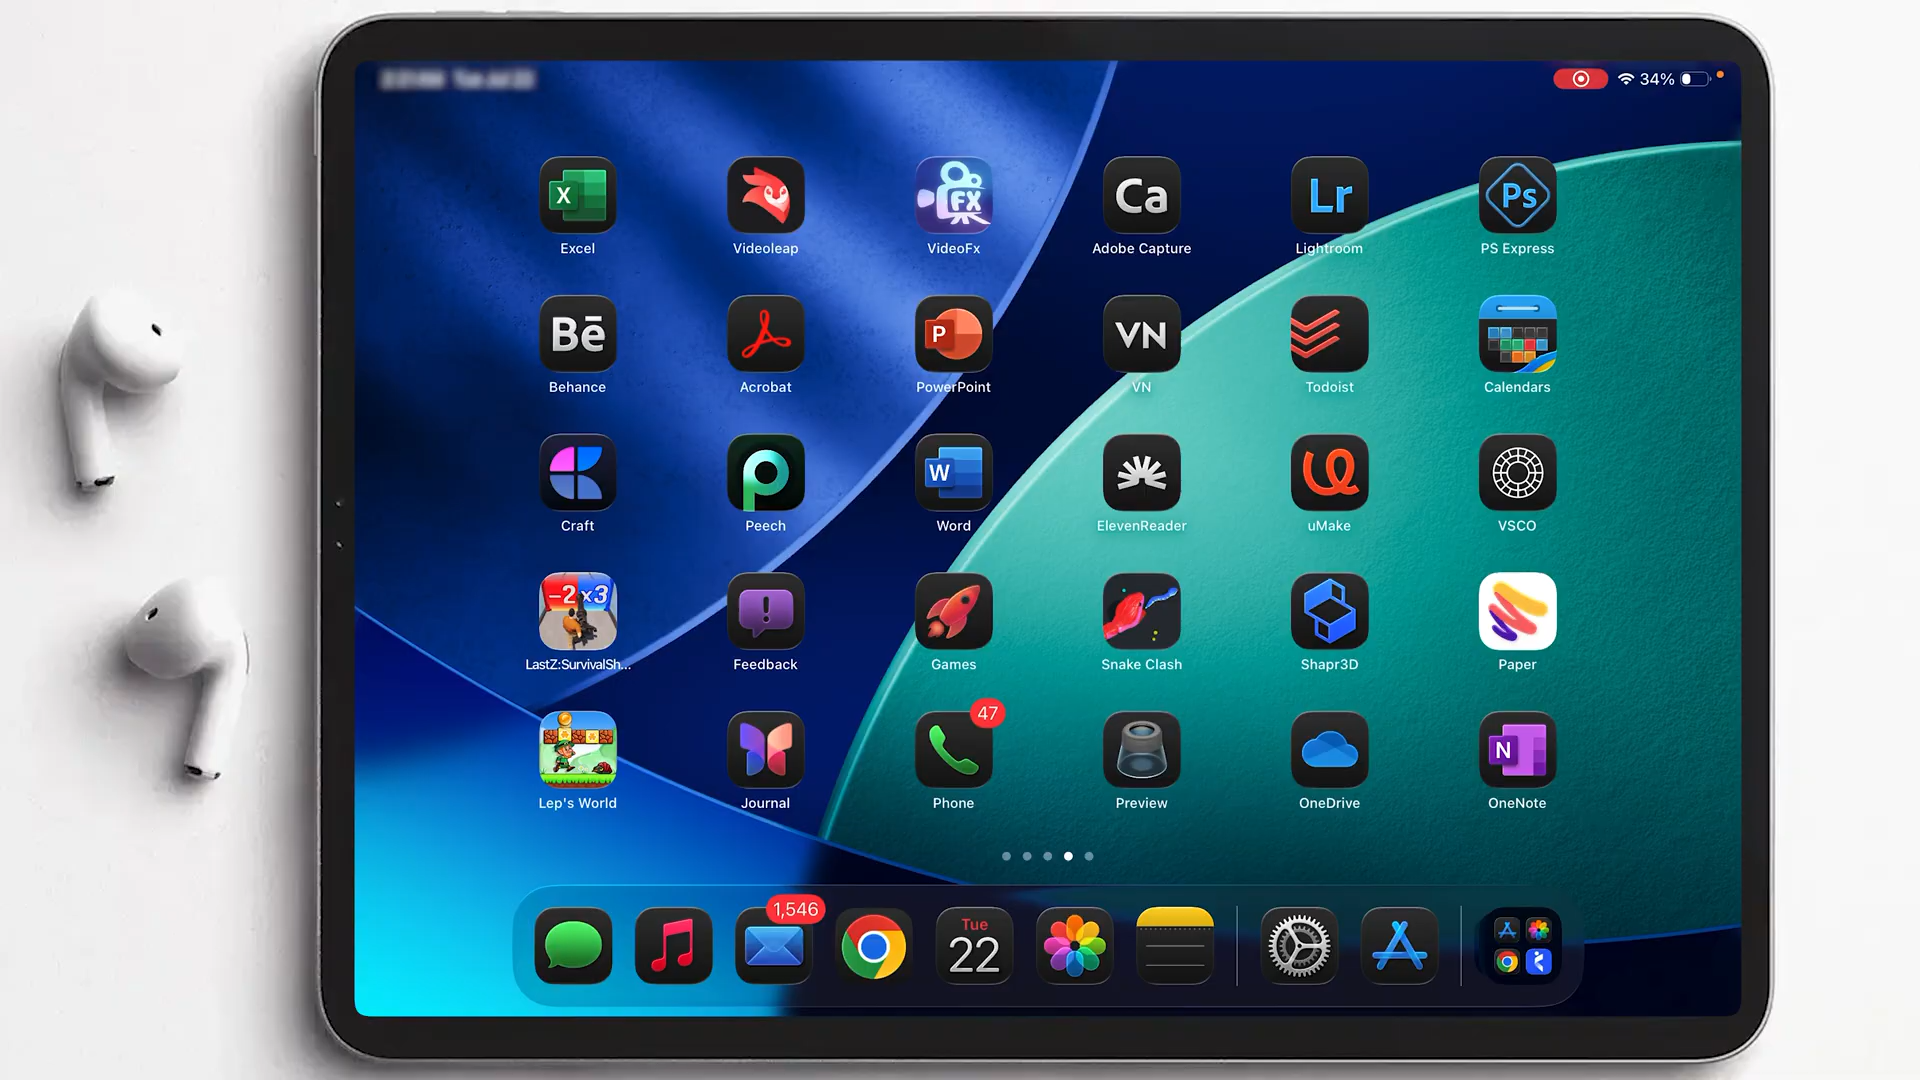 34%
X
FX
Ca
Lr
Ps
Excel
Videoleap
VideoFx
Adobe Capture
Lightroom
PS Express
Bē
P
VN
Behance
Acrobat
PowerPoint
VN
Todoist
Calendars
W
Craft
Peech
Word
ElevenReader
uMake
VSCO
-2 x3
LastZ:SurvivalSh...
Feedback
Games
Snake Clash
Shapr3D
Paper
47
N
Lep's World
Journal
Phone
Preview
OneDrive
OneNote
1,546
Tue
22